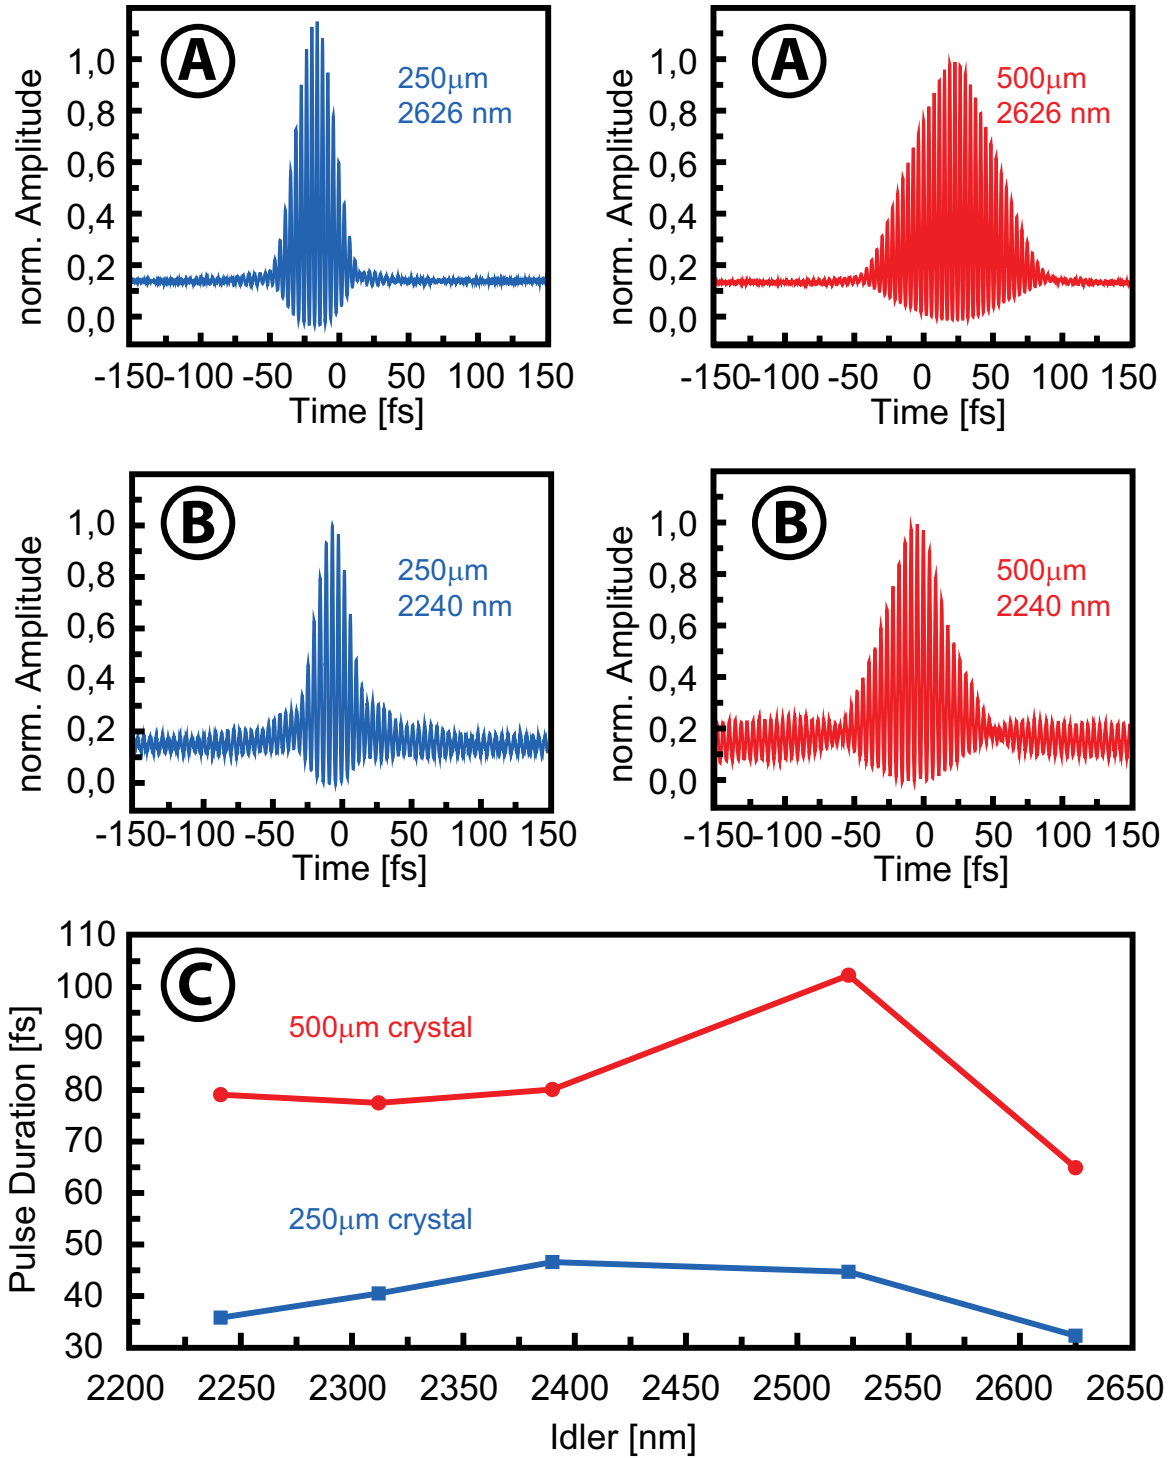 A
250µm
2626 nm
norm. Amplitude
1,0
0,8
0,6
0,4
0,2
0,0
-150 -100 -50 0 50 100 150
Time [fs]
A
500µm
2626 nm
norm. Amplitude
1,0
0,8
0,6
0,4
0,2
0,0
-150 -100 -50 0 50 100 150
Time [fs]
B
250µm
2240 nm
norm. Amplitude
1,0
0,8
0,6
0,4
0,2
0,0
-150 -100 -50 0 50 100 150
Time [fs]
B
500µm
2240 nm
norm. Amplitude
1,0
0,8
0,6
0,4
0,2
0,0
-150 -100 -50 0 50 100 150
Time [fs]
C
500µm crystal
250µm crystal
Pulse Duration [fs]
110
100
90
80
70
60
50
40
30
2200 2250 2300 2350 2400 2450 2500 2550 2600 2650
Idler [nm]